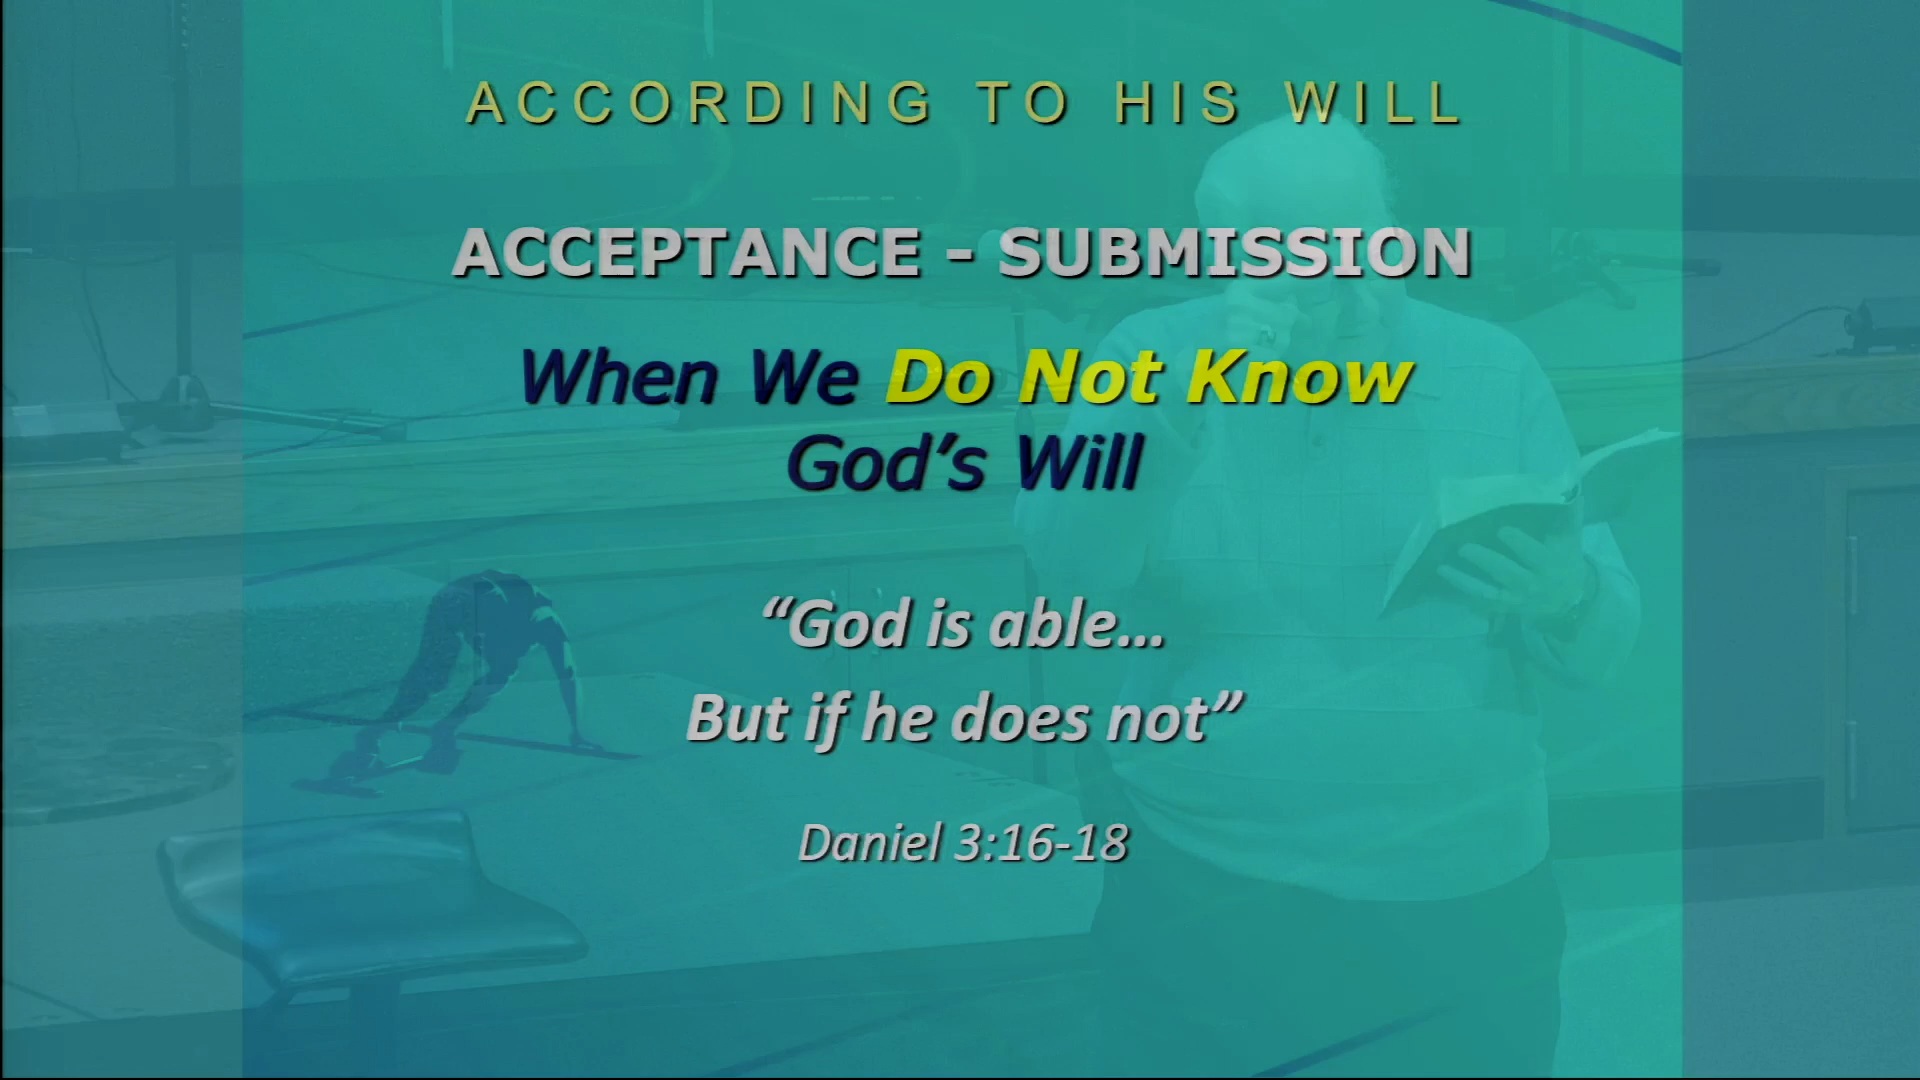 ACCORDING TO HIS WILL
ACCEPTANCE - SUBMISSION
When We Do Not Know
God’s Will
“God is able...
But if he does not”
Daniel 3:16-18